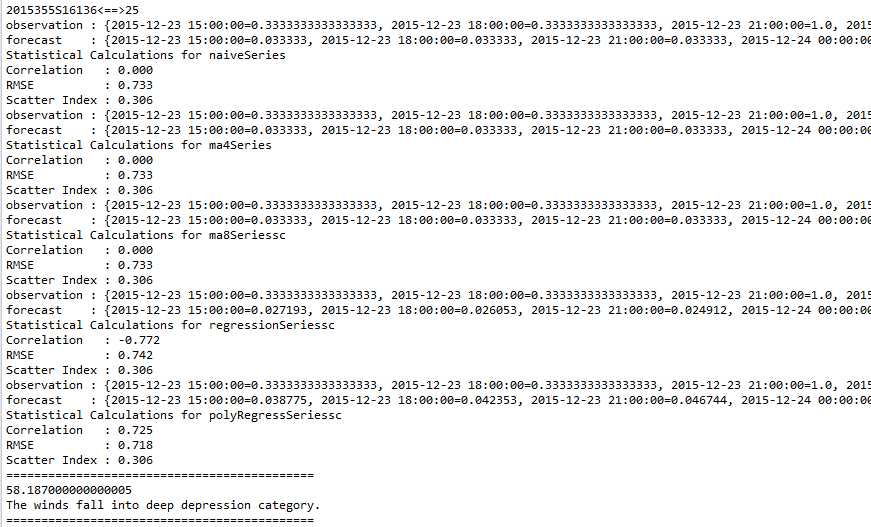 2015355S16136<==>25
observation : {2015-12-23 15:00:00=0.3333333333333333, 2015-12-23 18:00:00=0.3333333333333333, 2015-12-23 21:00:00=1.0, 2015
forecast    : {2015-12-23 15:00:00=0.033333, 2015-12-23 18:00:00=0.033333, 2015-12-23 21:00:00=0.033333, 2015-12-24 00:00:00
Statistical Calculations for naiveSeries
Correlation   : 0.000
RMSE          : 0.733
Scatter Index : 0.306
observation : {2015-12-23 15:00:00=0.3333333333333333, 2015-12-23 18:00:00=0.3333333333333333, 2015-12-23 21:00:00=1.0, 2015
forecast    : {2015-12-23 15:00:00=0.033333, 2015-12-23 18:00:00=0.033333, 2015-12-23 21:00:00=0.033333, 2015-12-24 00:00:00
Statistical Calculations for ma4Series
Correlation   : 0.000
RMSE          : 0.733
Scatter Index : 0.306
observation : {2015-12-23 15:00:00=0.3333333333333333, 2015-12-23 18:00:00=0.3333333333333333, 2015-12-23 21:00:00=1.0, 2015
forecast    : {2015-12-23 15:00:00=0.033333, 2015-12-23 18:00:00=0.033333, 2015-12-23 21:00:00=0.033333, 2015-12-24 00:00:00
Statistical Calculations for ma8Seriessc
Correlation   : 0.000
RMSE          : 0.733
Scatter Index : 0.306
observation : {2015-12-23 15:00:00=0.3333333333333333, 2015-12-23 18:00:00=0.3333333333333333, 2015-12-23 21:00:00=1.0, 2015
forecast    : {2015-12-23 15:00:00=0.027193, 2015-12-23 18:00:00=0.026053, 2015-12-23 21:00:00=0.024912, 2015-12-24 00:00:00
Statistical Calculations for regressionSeriessc
Correlation   : -0.772
RMSE          : 0.742
Scatter Index : 0.306
observation : {2015-12-23 15:00:00=0.3333333333333333, 2015-12-23 18:00:00=0.3333333333333333, 2015-12-23 21:00:00=1.0, 2015
forecast    : {2015-12-23 15:00:00=0.038775, 2015-12-23 18:00:00=0.042353, 2015-12-23 21:00:00=0.046744, 2015-12-24 00:00:00
Statistical Calculations for polyRegressSeriessc
Correlation   : 0.725
RMSE          : 0.718
Scatter Index : 0.306
============================================
58.187000000000005
The winds fall into deep depression category.
============================================